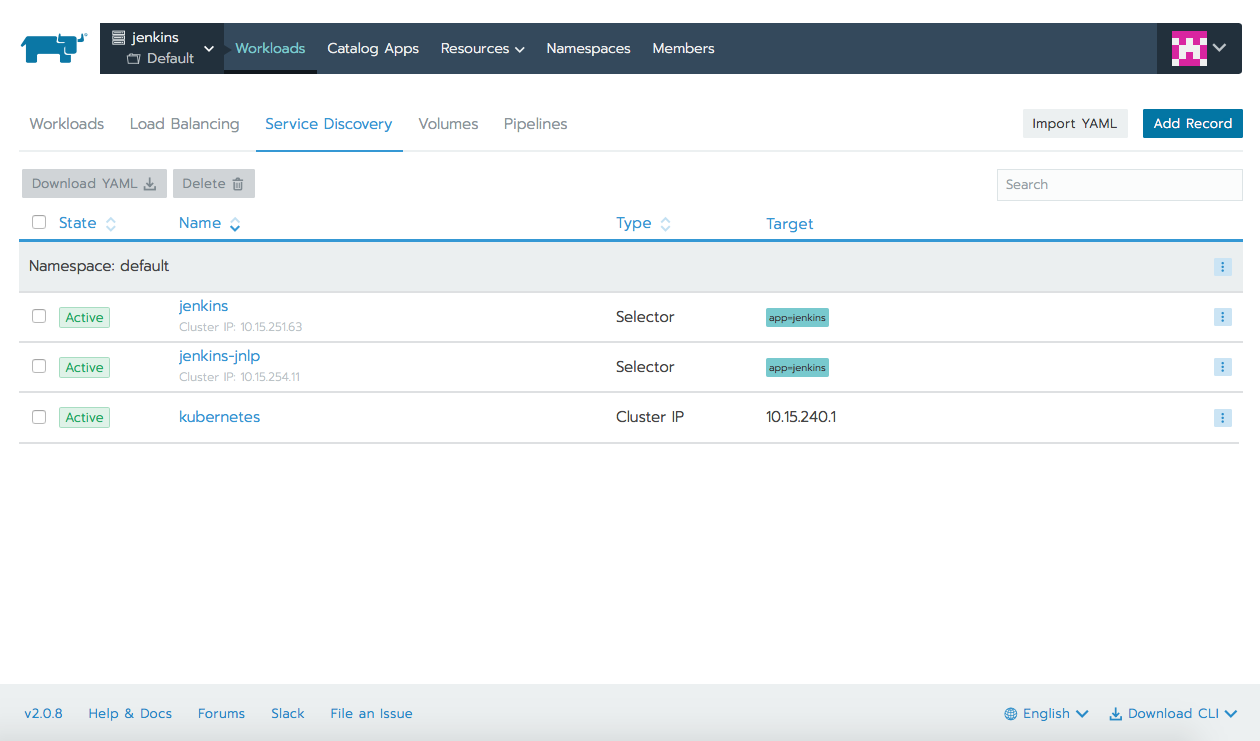 jenkins
Default
Workloads Catalog Apps Resources Namespaces Members
Workloads Load Balancing Service Discovery Volumes Pipelines Import YAML Add Record
Download YAML Delete Search
State Name Type Target
Namespace: default
Active jenkins Selector app=jenkins
Cluster IP: 10.15.251.63
Active jenkins-jnlp Selector app=jenkins
Cluster IP: 10.15.254.11
Active kubernetes Cluster IP 10.15.240.1
v2.0.8 Help & Docs Forums Slack File an Issue English Download CLI